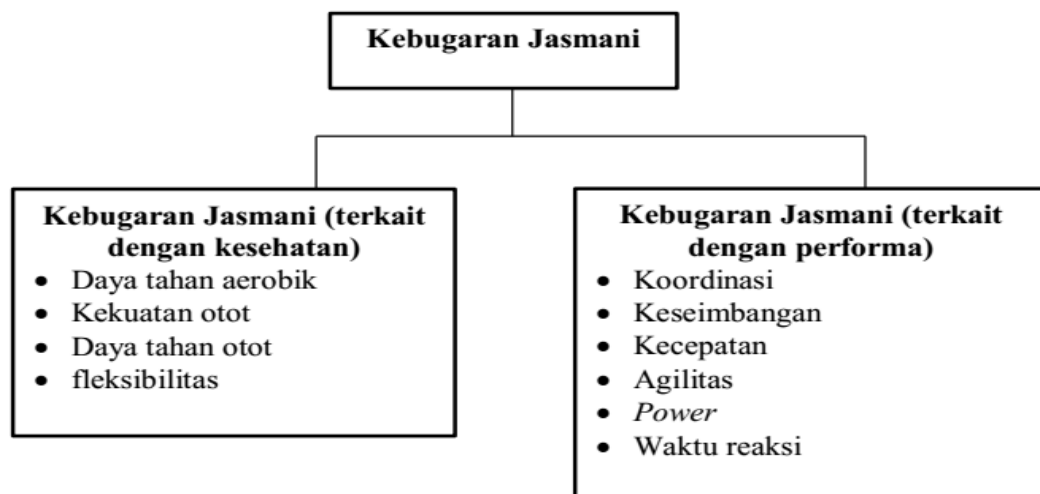 Kebugaran Jasmani
Kebugaran Jasmani (terkait
dengan kesehatan)
• Daya tahan aerobik
• Kekuatan otot
• Daya tahan otot
• fleksibilitas
Kebugaran Jasmani (terkait
dengan performa)
• Koordinasi
• Keseimbangan
• Kecepatan
• Agilitas
• Power
• Waktu reaksi